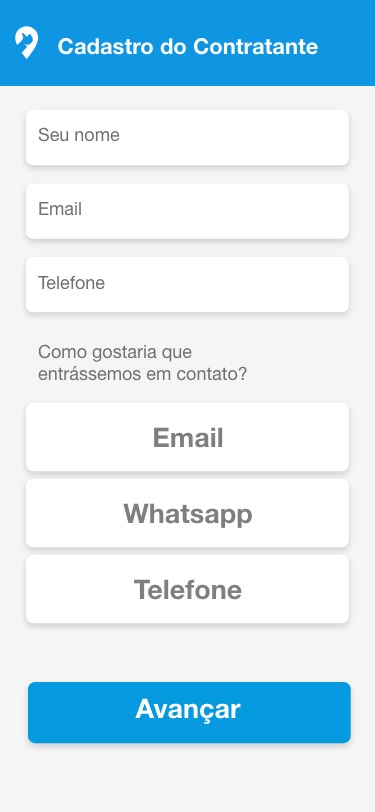 Cadastro do Contratante
Seu nome
Email
Telefone
Como gostaria que
entrássemos em contato?
Email
Whatsapp
Telefone
Avançar